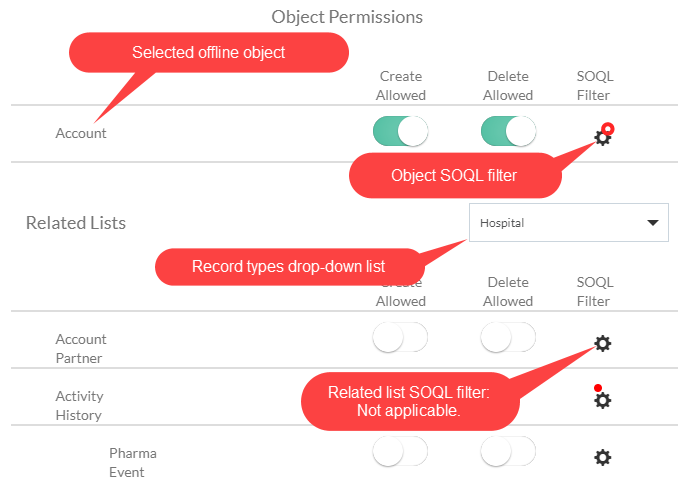 Object Permissions
Selected offline object
Create
Allowed
Delete
Allowed
SOQL
Filter
Account
Object SOQL filter
Related Lists
Hospital
Record types drop-down list
Create
Allowed
Delete
Allowed
SOQL
Filter
Account
Partner
Related list SOQL filter:
Not applicable.
Activity
History
Pharma
Event